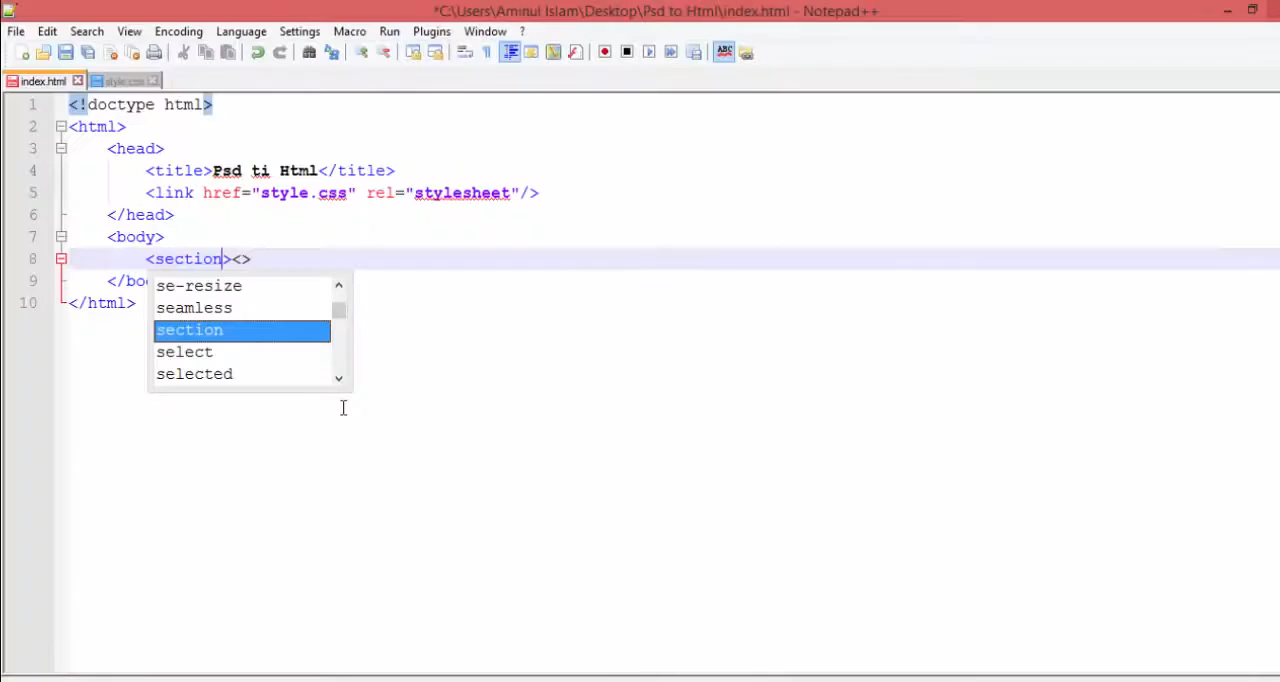 *C:\Users\Aminul Islam\Desktop\Psd to Html\index.html - Notepad++
File Edit Search View Encoding Language Settings Macro Run Plugins Window ?
ABC
index.html style.css
1 <!doctype html>
2 <html>
3 <head>
4 <title>Psd ti Html</title>
5 <link href="style.css" rel="stylesheet"/>
6 </head>
7 <body>
8 <section><>
9 </bo
10 </html>
se-resize
seamless
section
select
selected